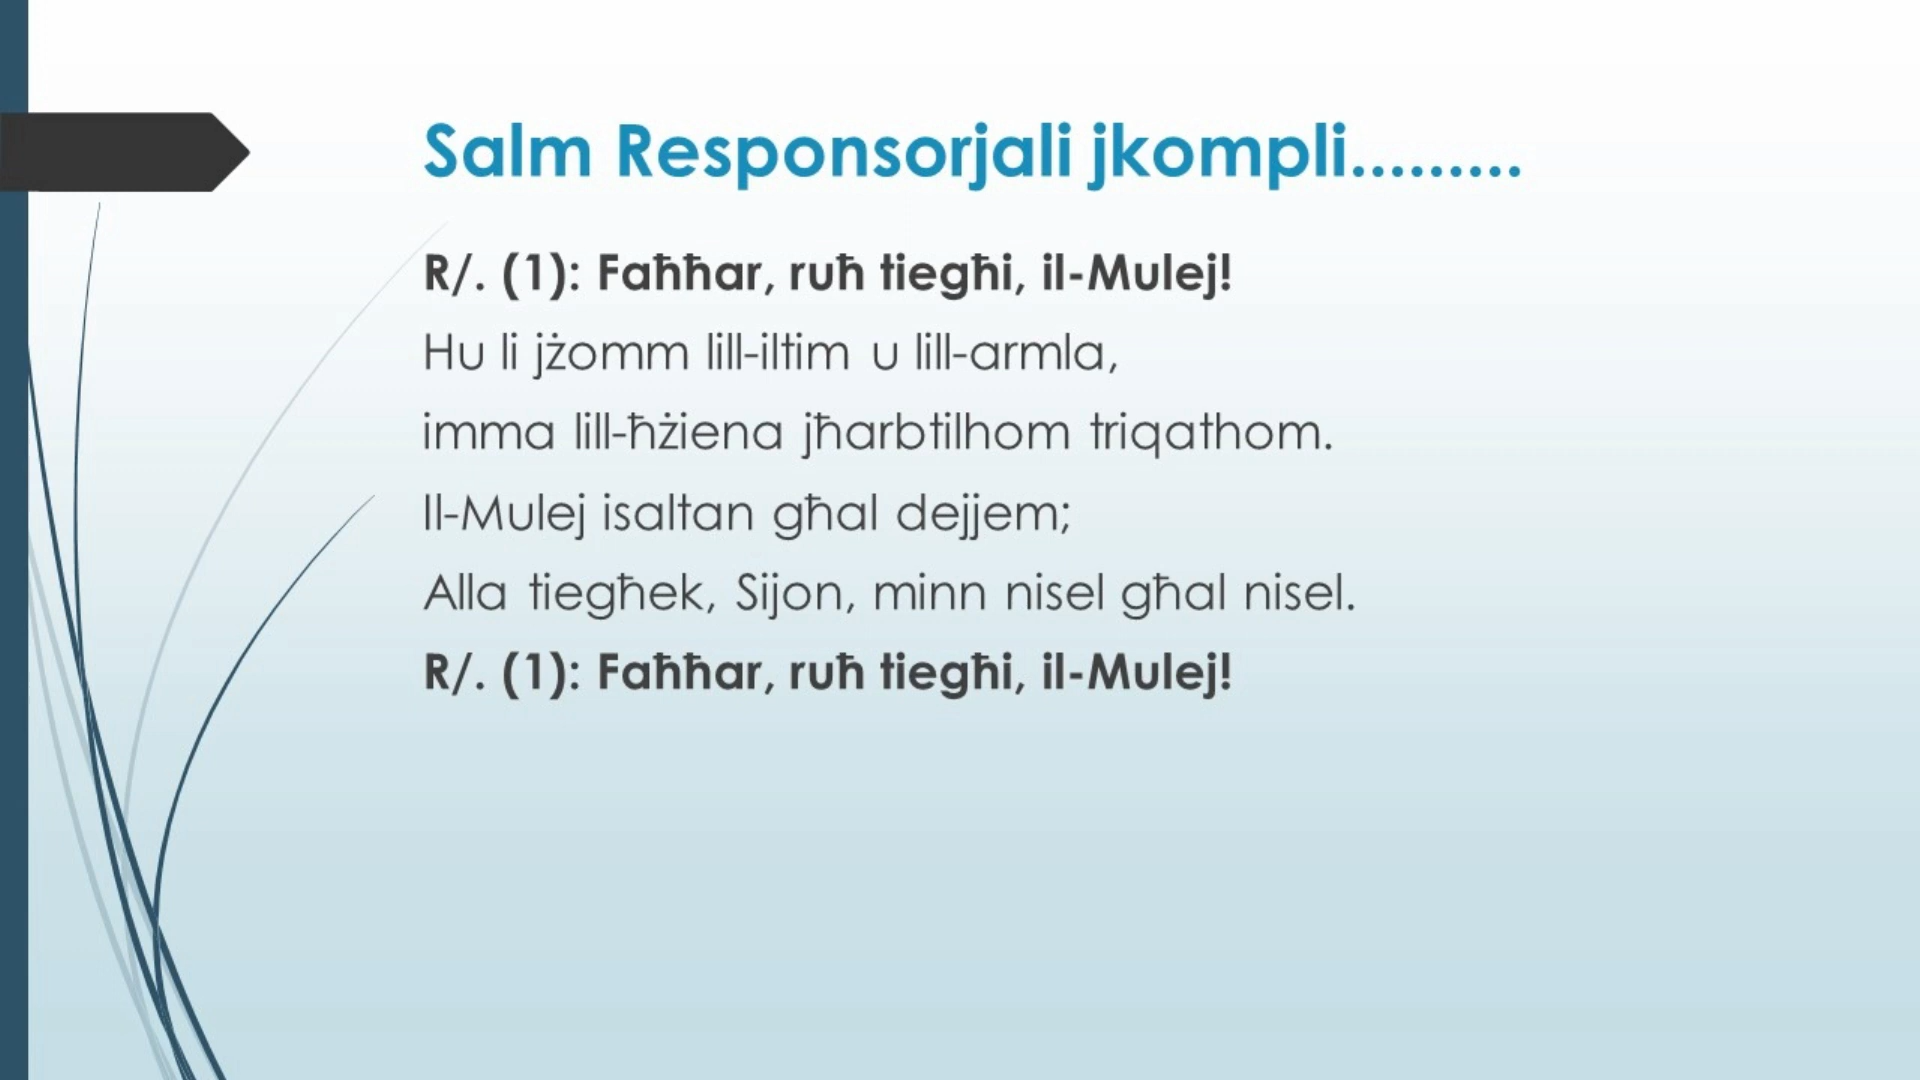 Salm Responsorjali jkompli.........
R/. (1): Faħħar, ruħ tiegħi, il-Mulej!
Hu li jżomm lill-iltim u lill-armla,
imma lill-ħżiena jħarbtilhom triqathom.
Il-Mulej isaltan għal dejjem;
Alla tiegħek, Sijon, minn nisel għal nisel.
R/. (1): Faħħar, ruħ tiegħi, il-Mulej!